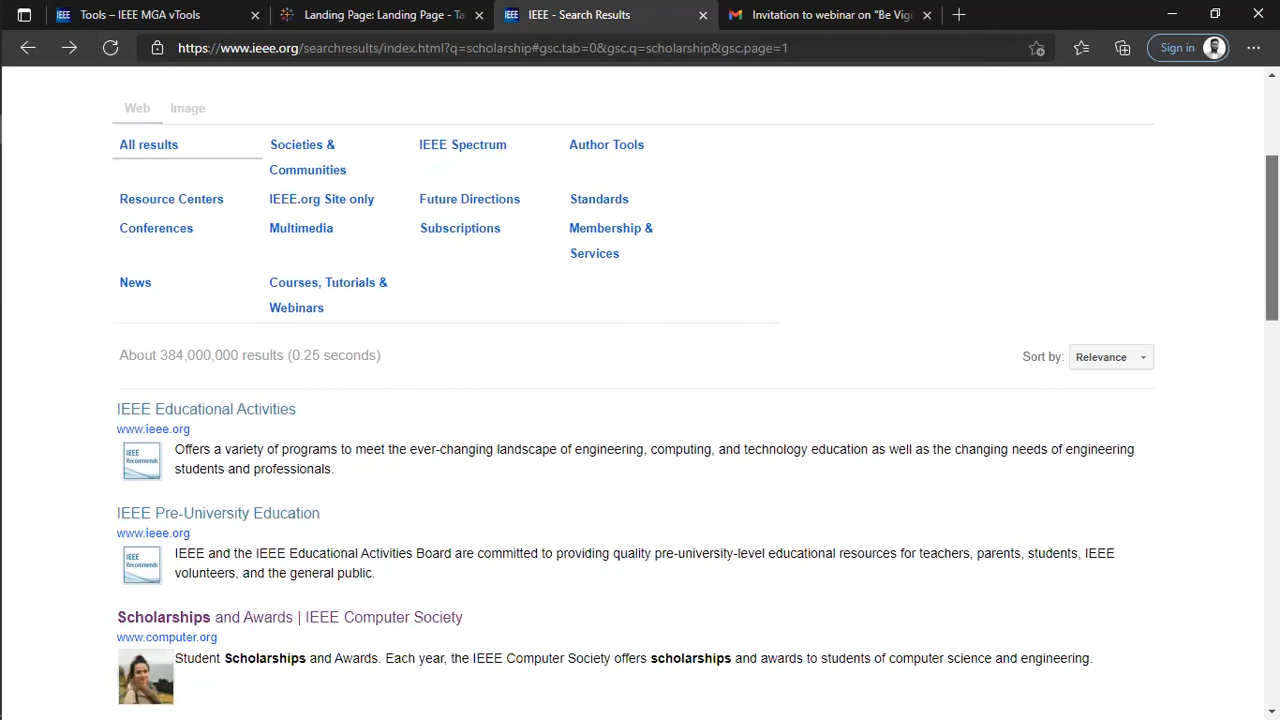 Tools – IEEE MGA vTools
Landing Page: Landing Page - Ta
IEEE - Search Results
Invitation to webinar on "Be Vigi
https://www.ieee.org/searchresults/index.html?q=scholarship#gsc.tab=0&gsc.q=scholarship&gsc.page=1
Sign in
Web
Image
All results
Societies &
Communities
IEEE Spectrum
Author Tools
Resource Centers
IEEE.org Site only
Future Directions
Standards
Conferences
Multimedia
Subscriptions
Membership &
Services
News
Courses, Tutorials &
Webinars
About 384,000,000 results (0.25 seconds)
Sort by:
Relevance
IEEE Educational Activities
www.ieee.org
IEEE
Recommends
Offers a variety of programs to meet the ever-changing landscape of engineering, computing, and technology education as well as the changing needs of engineering
students and professionals.
IEEE Pre-University Education
www.ieee.org
IEEE
Recommends
IEEE and the IEEE Educational Activities Board are committed to providing quality pre-university-level educational resources for teachers, parents, students, IEEE
volunteers, and the general public.
Scholarships and Awards | IEEE Computer Society
www.computer.org
Student Scholarships and Awards. Each year, the IEEE Computer Society offers scholarships and awards to students of computer science and engineering.